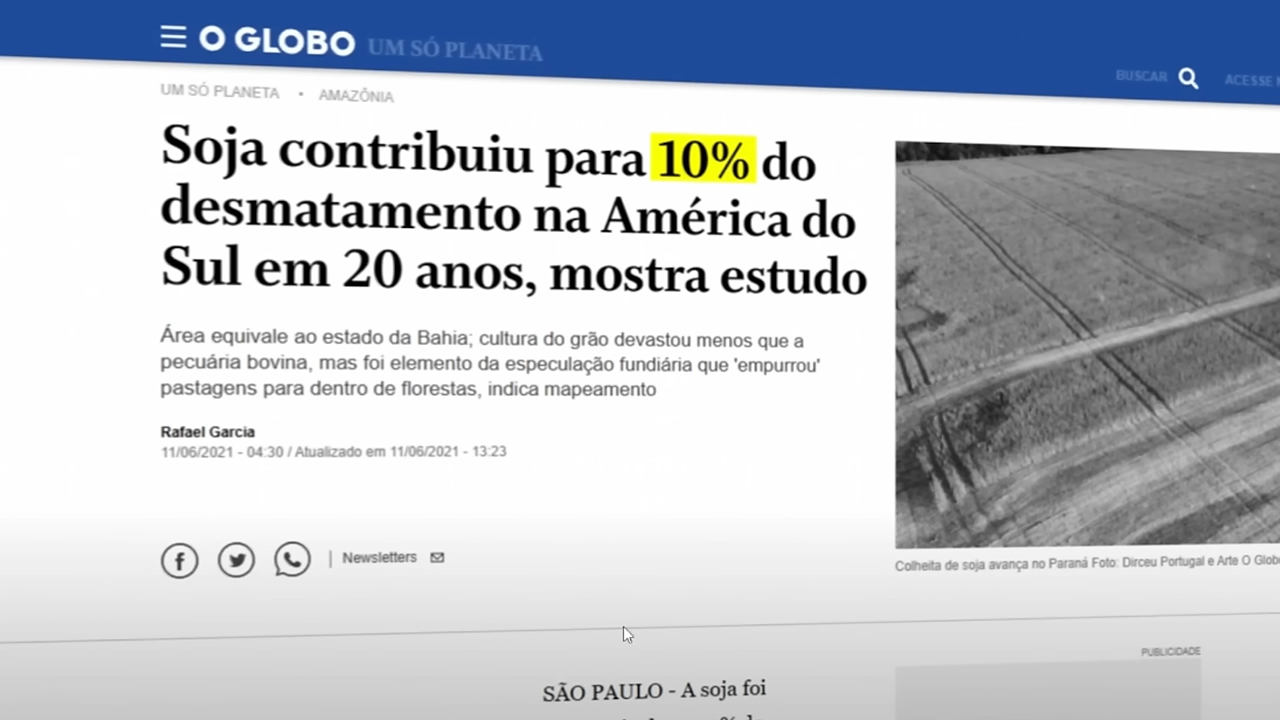 O GLOBO UM SÓ PLANETA
BUSCAR ACESSE
UM SÓ PLANETA • AMAZÔNIA
Soja contribuiu para 10% do
desmatamento na América do
Sul em 20 anos, mostra estudo
Área equivale ao estado da Bahia; cultura do grão devastou menos que a
pecuária bovina, mas foi elemento da especulação fundiária que 'empurrou'
pastagens para dentro de florestas, indica mapeamento
Rafael Garcia
11/06/2021 - 04:30 / Atualizado em 11/06/2021 - 13:23
Newsletters
Colheita de soja avança no Paraná Foto: Dirceu Portugal e Arte O Glob
PUBLICIDADE
SÃO PAULO - A soja foi